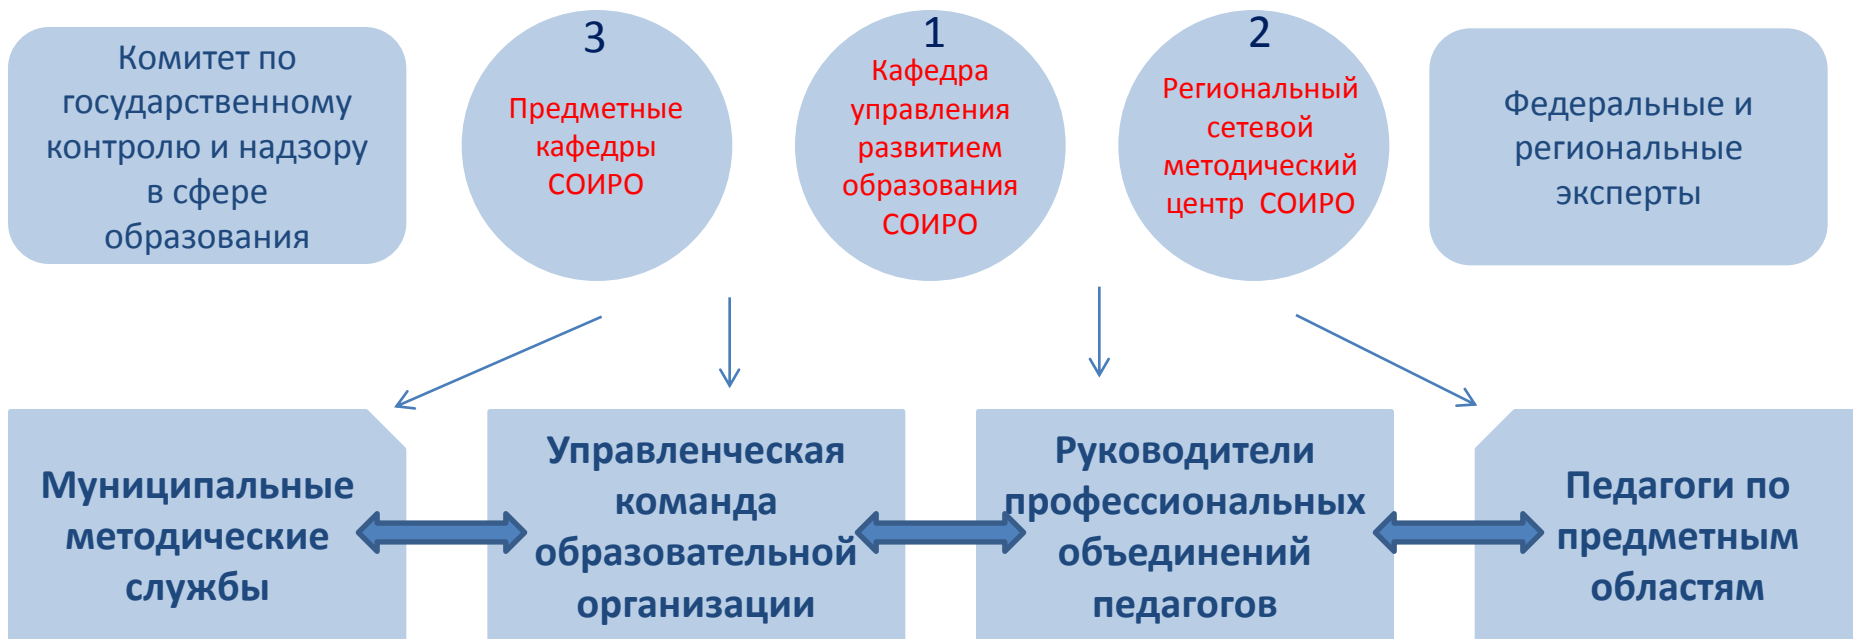 Комитет по
государственному
контролю и надзору
в сфере
образования
3
Предметные
кафедры
СОИРО
1
Кафедра
управления
развитием
образования
СОИРО
2
Региональный
сетевой
методический
центр СОИРО
Федеральные и
региональные
эксперты
Муниципальные
методические
службы
Управленческая
команда
образовательной
организации
Руководители
профессиональных
объединений
педагогов
Педагоги по
предметным
областям